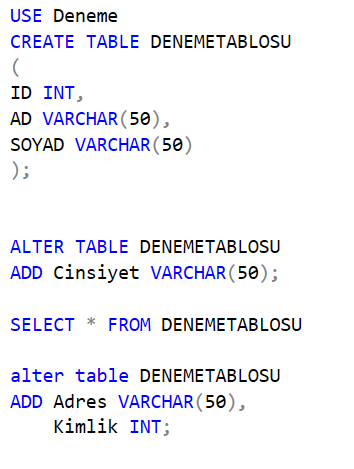 USE Deneme
CREATE TABLE DENEMETABLOSU
(
ID INT,
AD VARCHAR(50),
SOYAD VARCHAR(50)
);
ALTER TABLE DENEMETABLOSU
ADD Cinsiyet VARCHAR(50);
SELECT * FROM DENEMETABLOSU
alter table DENEMETABLOSU
ADD Adres VARCHAR(50),
Kimlik INT;